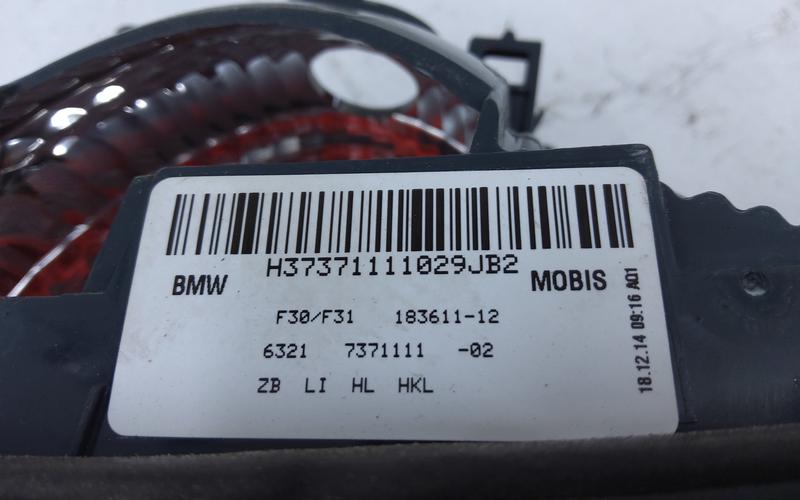 H37371111029JB2
BMW MOBIS
F30/F31 183611-12
6321 7371111 -02
ZB LI HL HKL
18.12.14 09:16 A01